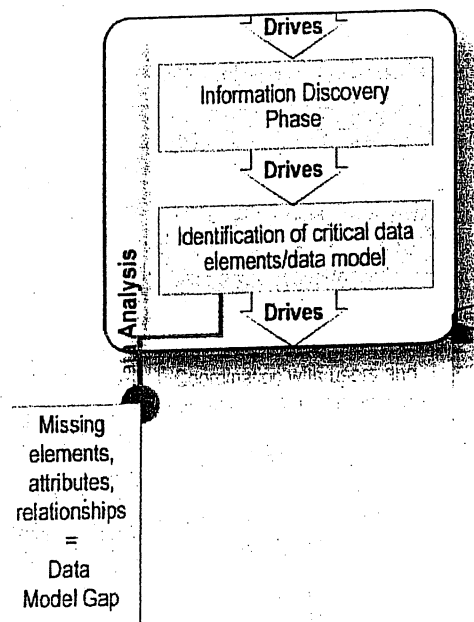 Drives
Information Discovery
Phase
Drives
Identification of critical data
elements/data model
Drives
Analysis
Missing
elements,
attributes,
relationships
=
Data
Model Gap